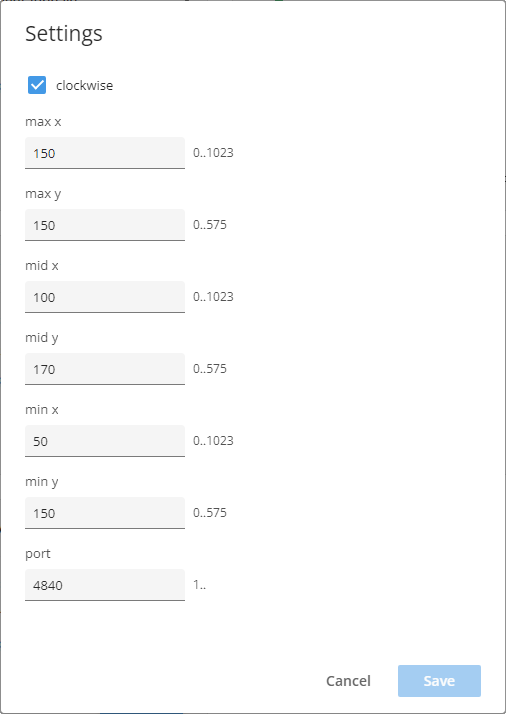 Settings
clockwise
max x
150 0..1023
max y
150 0..575
mid x
100 0..1023
mid y
170 0..575
min x
50 0..1023
min y
150 0..575
port
4840 1..
Cancel Save